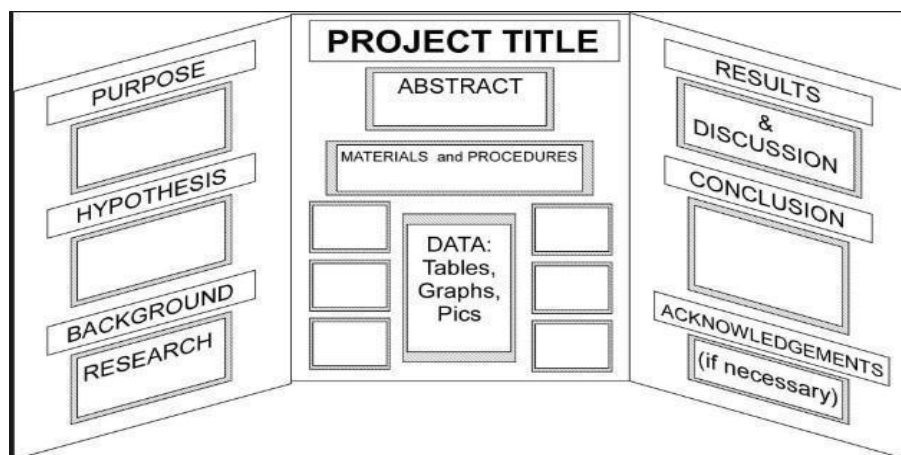 PURPOSE
HYPOTHESIS
BACKGROUND
RESEARCH
PROJECT TITLE
ABSTRACT
MATERIALS and PROCEDURES
DATA:
Tables,
Graphs,
Pics
RESULTS
&
DISCUSSION
CONCLUSION
ACKNOWLEDGEMENTS
(if necessary)